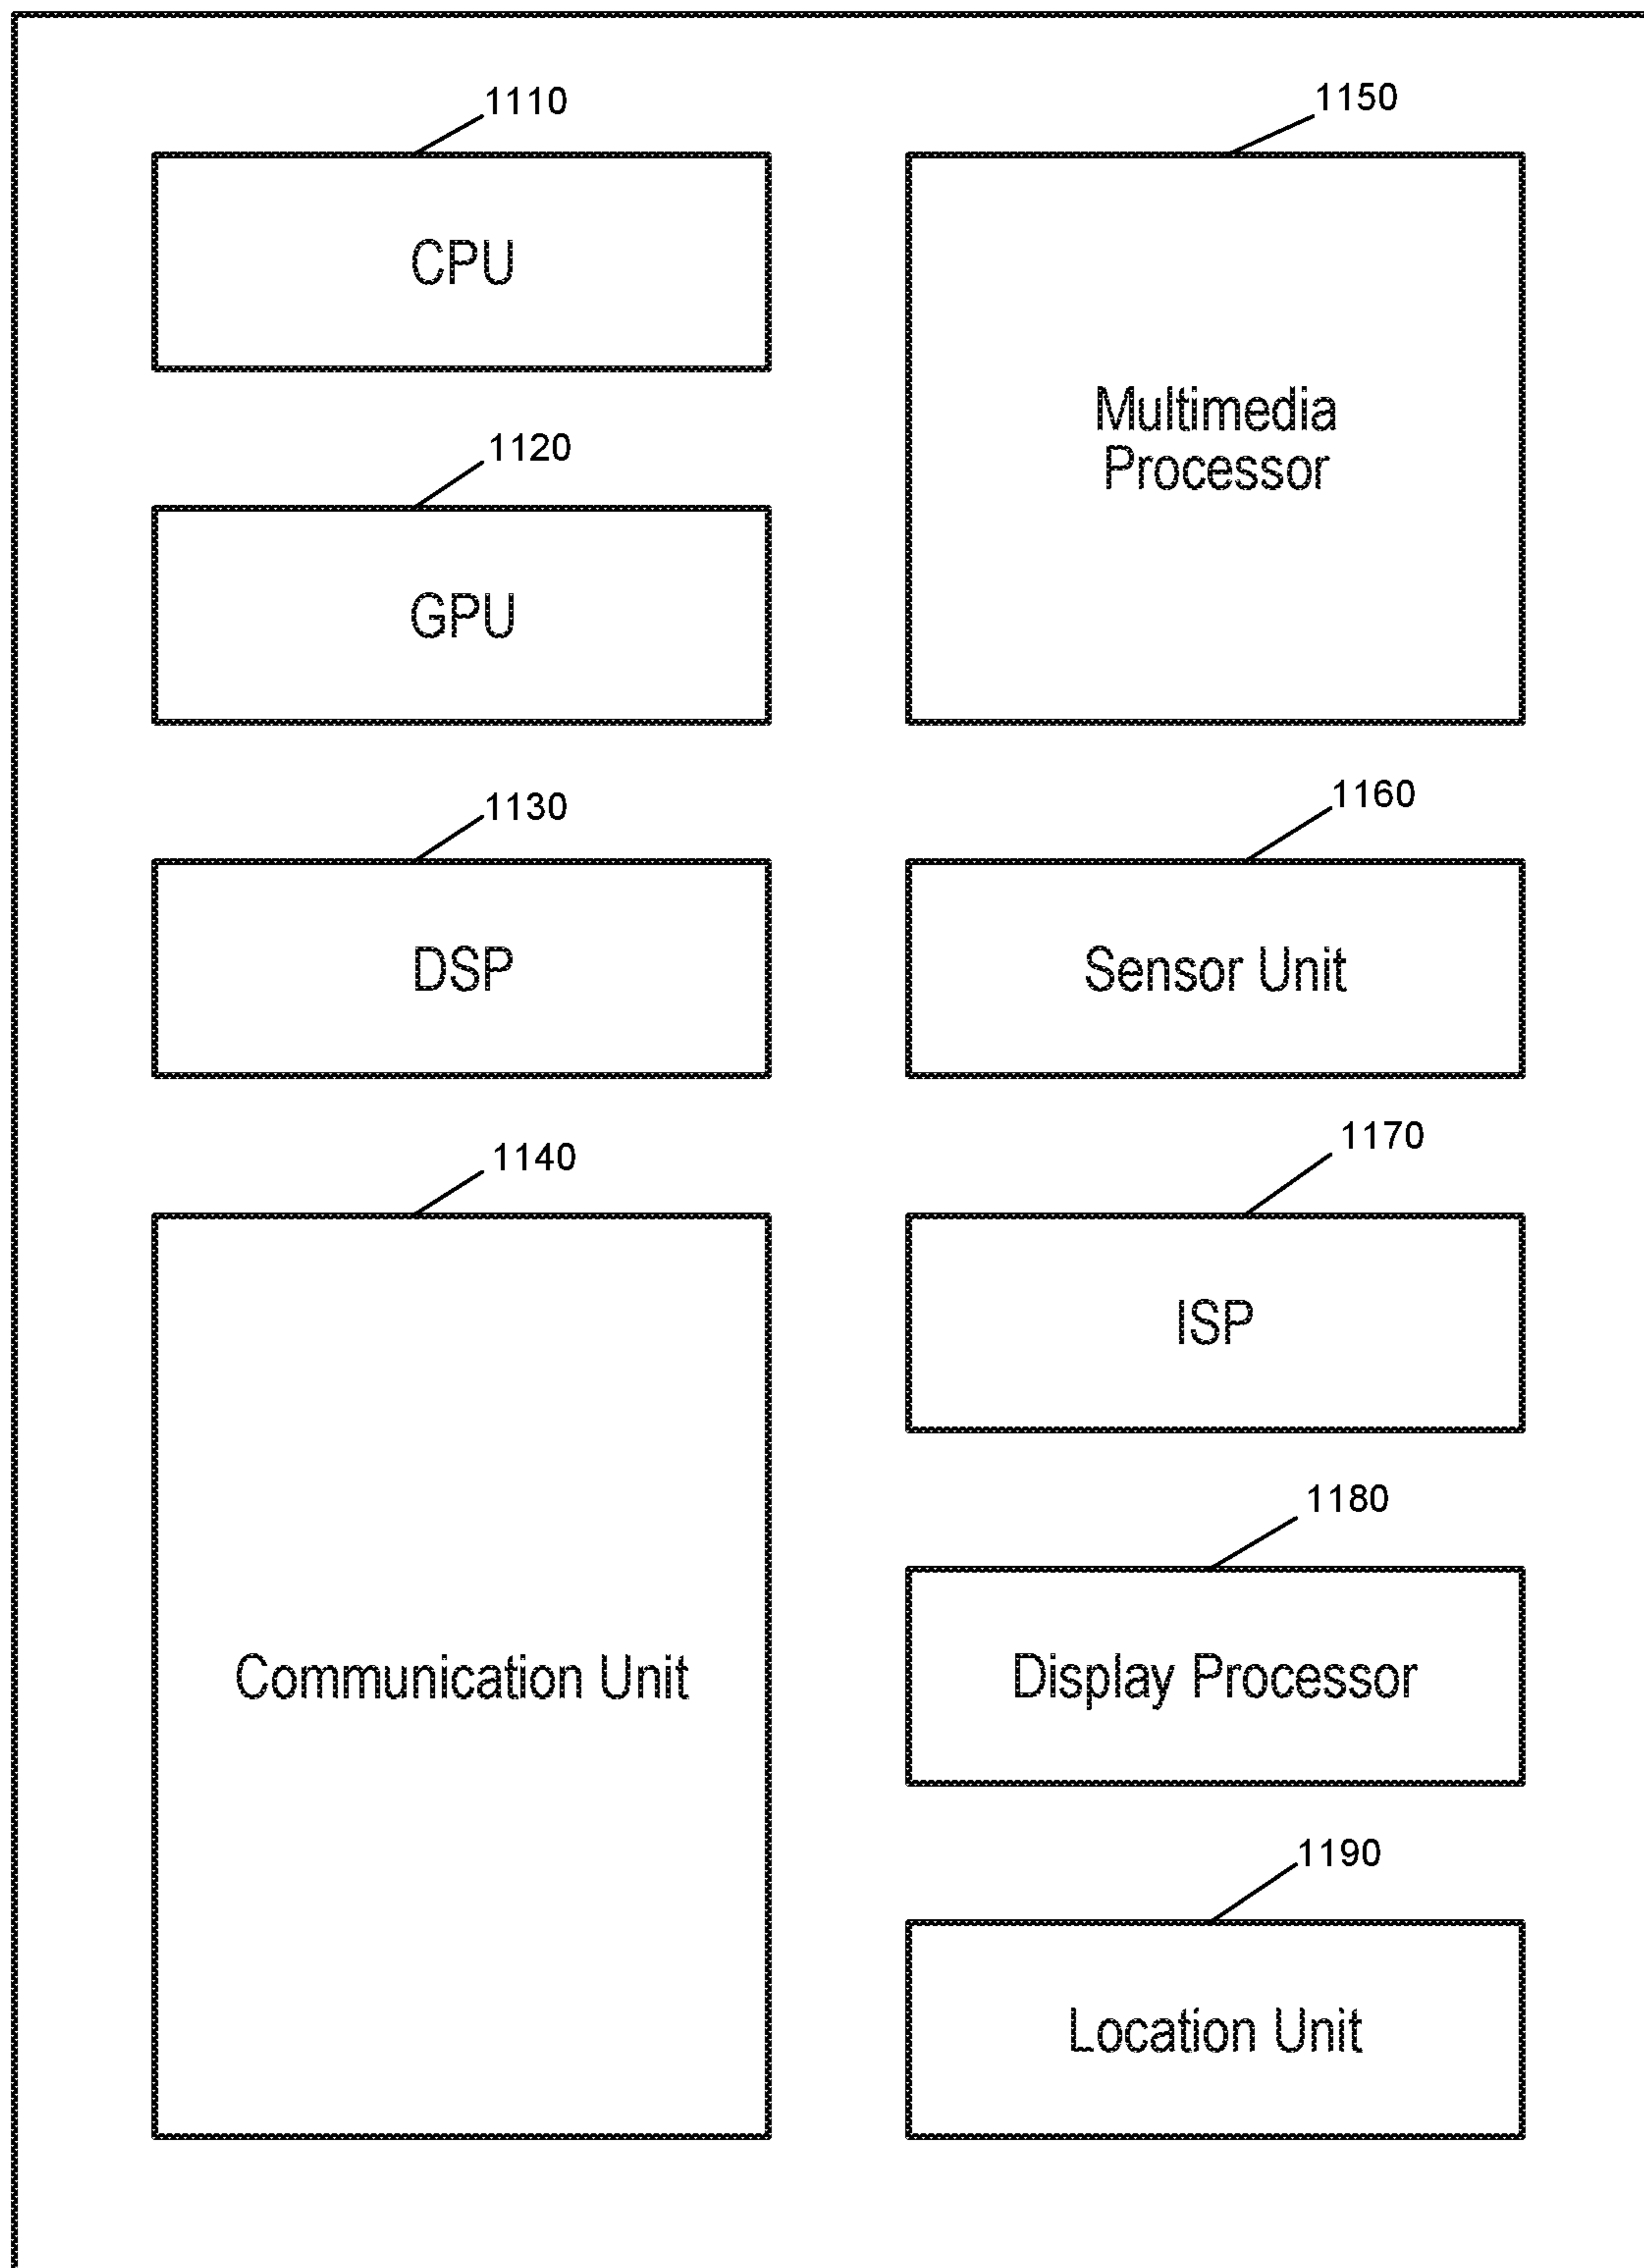 1110
CPU
1120
GPU
1130
DSP
1140
Communication Unit
1150
Multimedia
Processor
1160
Sensor Unit
1170
ISP
1180
Display Processor
1190
Location Unit